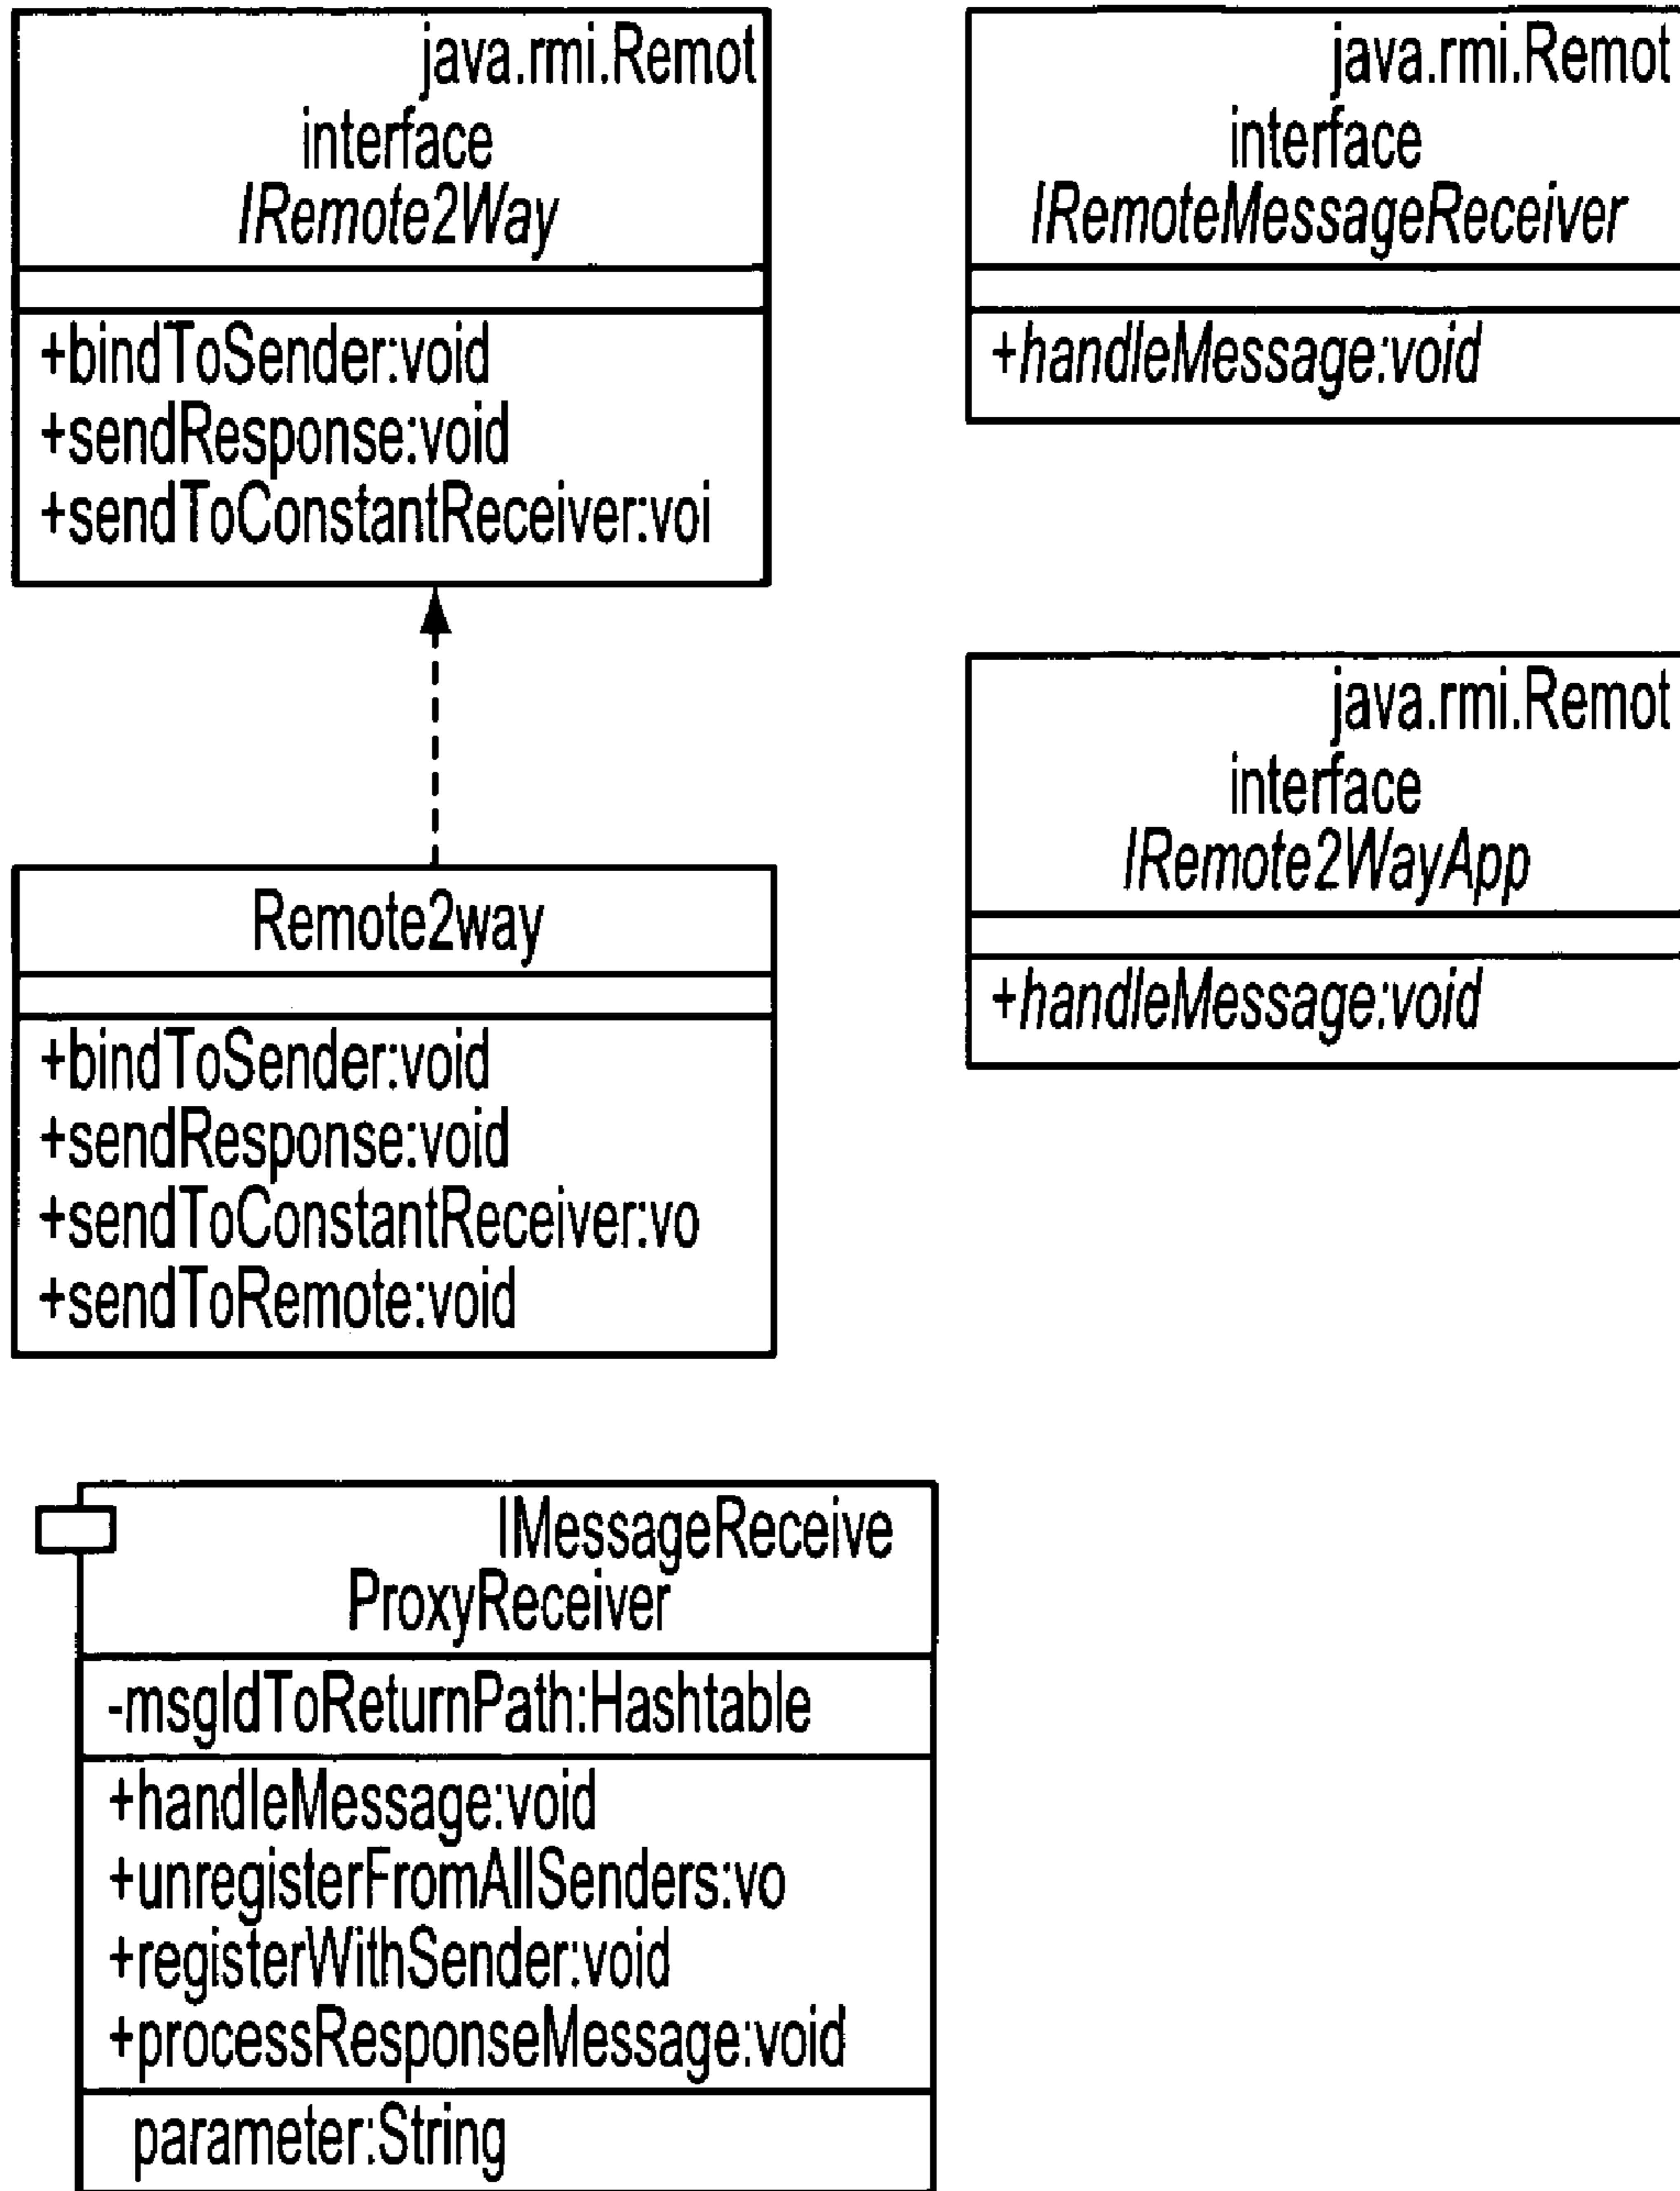 java.rmi.Remot
interface
IRemote2Way
+bindToSender:void
+sendResponse:void
+sendToConstantReceiver:voi
java.rmi.Remot
interface
IRemoteMessageReceiver
+handleMessage:void
java.rmi.Remot
interface
IRemote2WayApp
+handleMessage:void
Remote2way
+bindToSender:void
+sendResponse:void
+sendToConstantReceiver:vo
+sendToRemote:void
IMessageReceive
ProxyReceiver
-msgIdToReturnPath:Hashtable
+handleMessage:void
+unregisterFromAllSenders:vo
+registerWithSender:void
+processResponseMessage:void
parameter:String